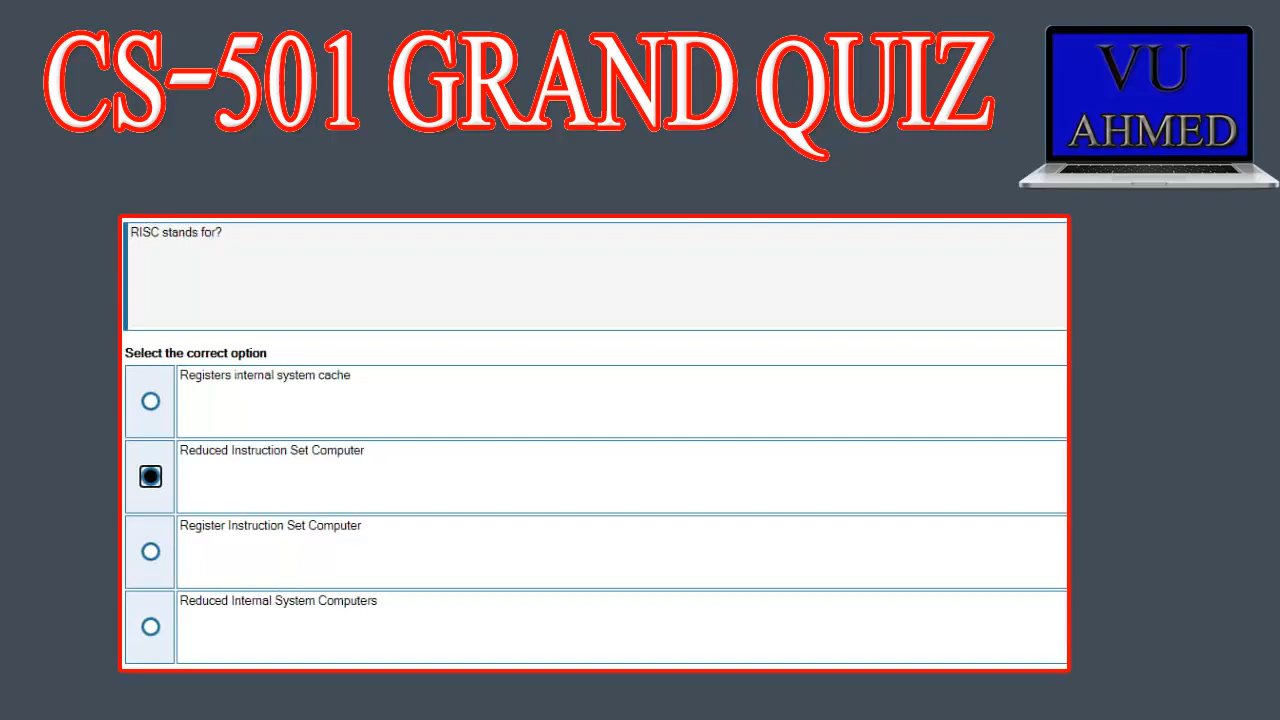 CS-501 GRAND QUIZ
VU
AHMED
RISC stands for?
Select the correct option
Registers internal system cache
Reduced Instruction Set Computer
Register Instruction Set Computer
Reduced Internal System Computers